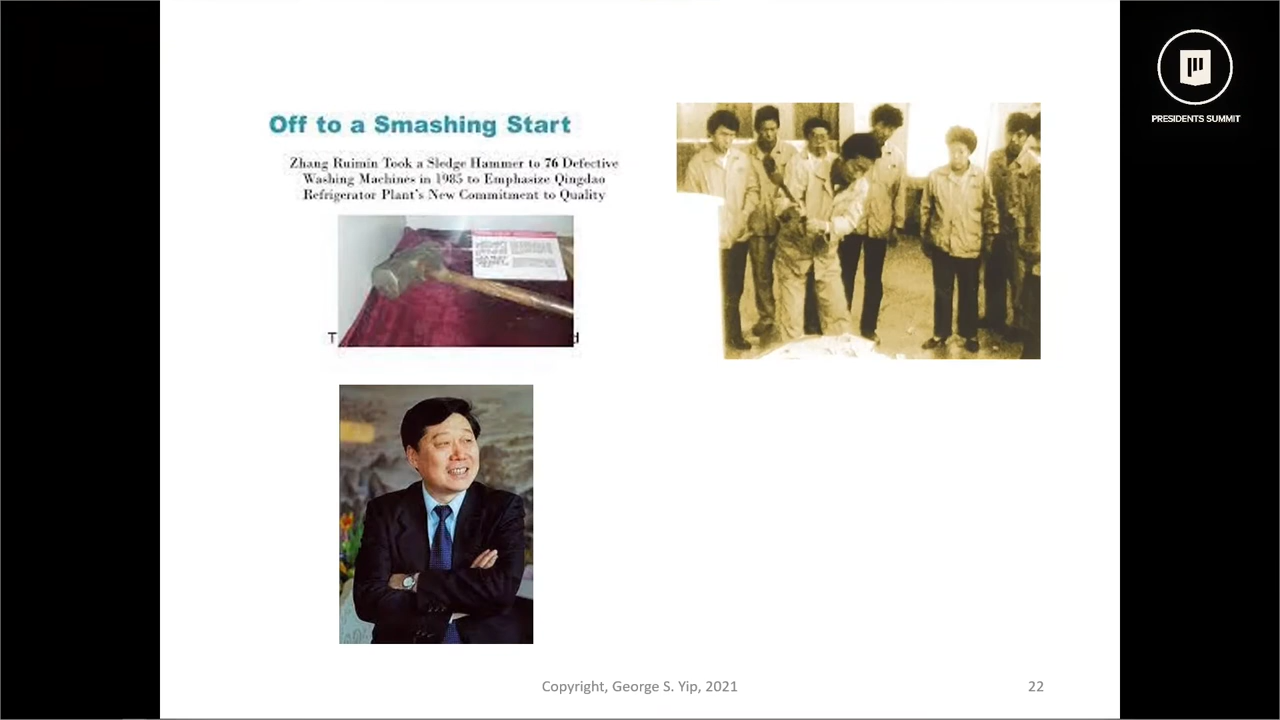 PRESIDENTS SUMMIT
Off to a Smashing Start
Zhang Ruimin Took a Sledge Hammer to 76 Defective
Washing Machines in 1985 to Emphasize Qingdao
Refrigerator Plant's New Commitment to Quality
T
d
Copyright, George S. Yip, 2021
22